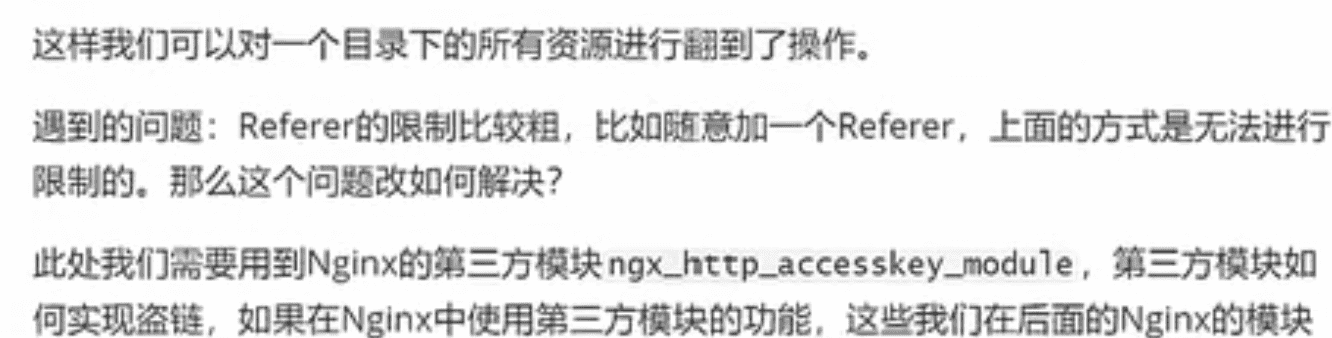 这样我们可以对一个目录下的所有资源进行翻到了操作。
遇到的问题：Referer的限制比较粗，比如随意加一个Referer，上面的方式是无法进行
限制的。那么这个问题改如何解决？
此处我们需要用到Nginx的第三方模块ngx_http_accesskey_module，第三方模块如
何实现盗链，如果在Nginx中使用第三方模块的功能，这些我们在后面的Nginx的模块